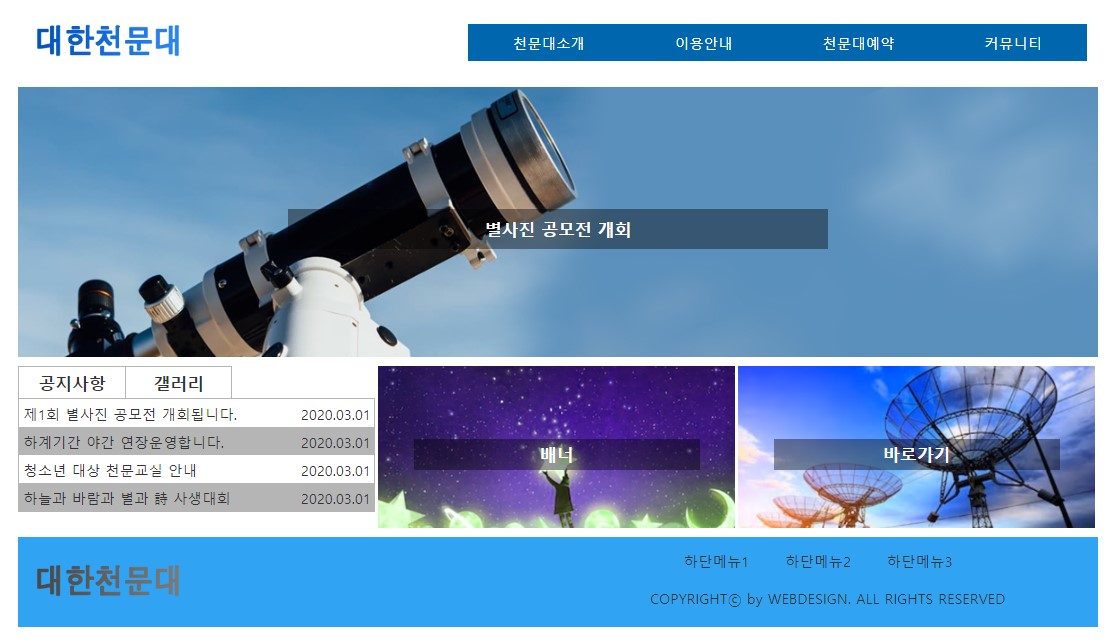 대한천문대
천문대소개 이용안내 천문대예약 커뮤니티
별사진 공모전 개회
공지사항 갤러리
제1회 별사진 공모전 개회됩니다. 2020.03.01
하계기간 야간 연장운영합니다. 2020.03.01
청소년 대상 천문교실 안내 2020.03.01
하늘과 바람과 별과 詩 사생대회 2020.03.01
배너
바로가기
대한천문대
하단메뉴1 하단메뉴2 하단메뉴3
COPYRIGHTⓒ by WEBDESIGN. ALL RIGHTS RESERVED